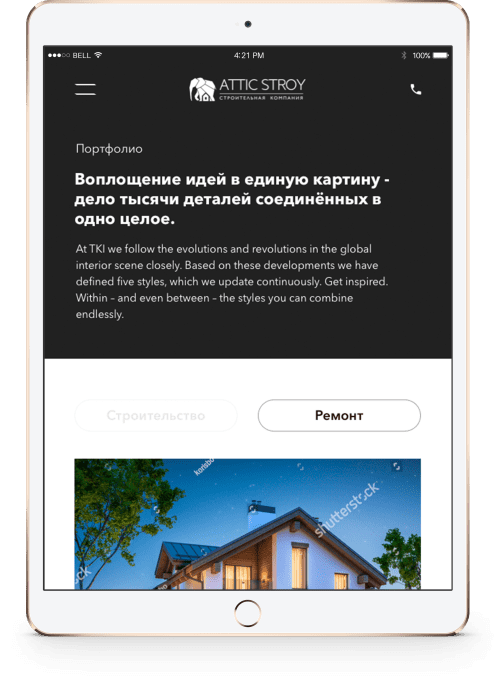 BELL
4:21 PM
100%
ATTIC STROY
СТРОИТЕЛЬНАЯ КОМПАНИЯ
Портфолио
Воплощение идей в единую картину -
дело тысячи деталей соединённых в
одно целое.
At TKI we follow the evolutions and revolutions in the global
interior scene closely. Based on these developments we have
defined five styles, which we update continuously. Get inspired.
Within – and even between – the styles you can combine
endlessly.
Строительство
Ремонт
shutterstock